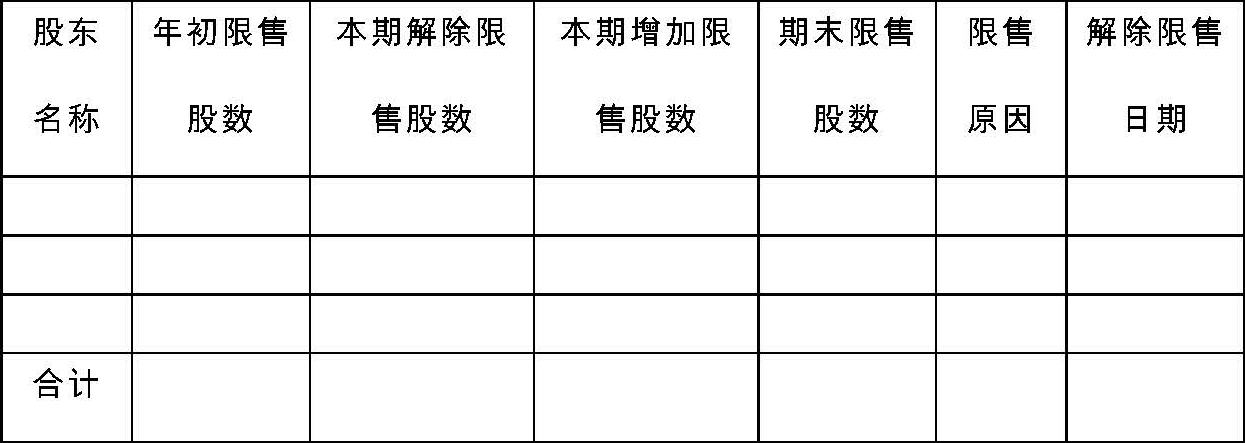 股东 年初限售 本期解除限 本期增加限 期末限售 限售 解除限售
名称 股数 售股数 售股数 股数 原因 日期
合计